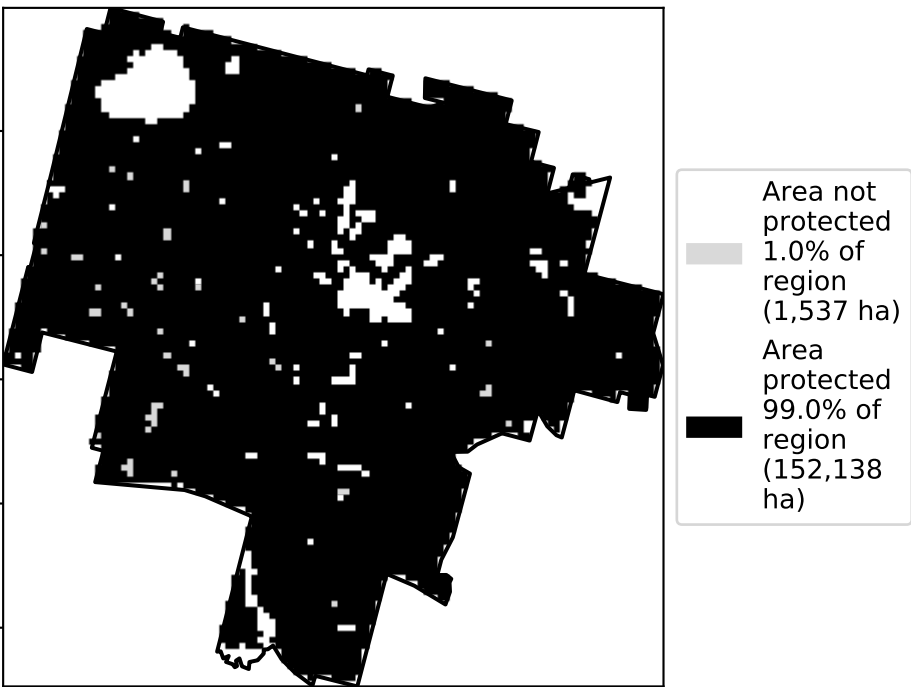 Area not
protected
1.0% of
region
(1,537 ha)
Area
protected
99.0% of
region
(152,138
ha)